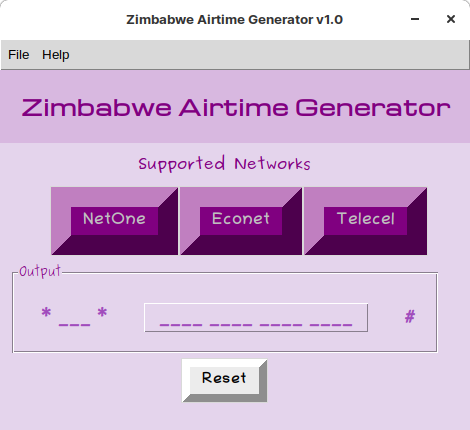 Zimbabwe Airtime Generator v1.0
File Help
Zimbabwe Airtime Generator
Supported Networks
NetOne Econet Telecel
Output
* ___ * ____ ____ ____ ____ #
Reset